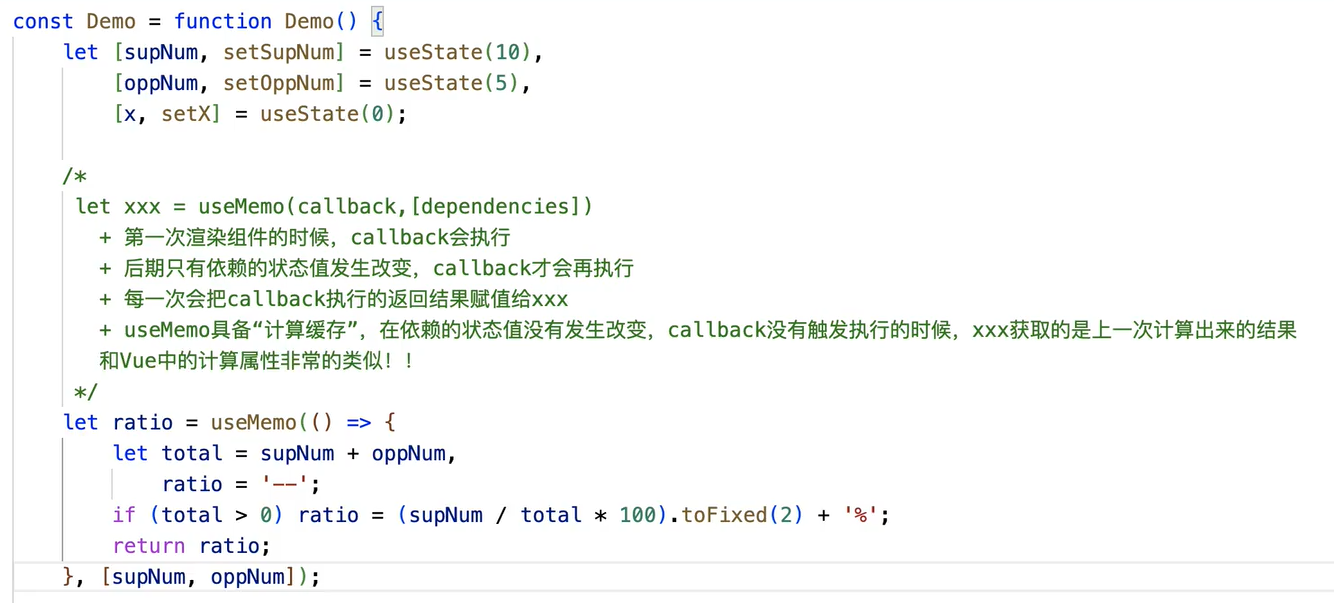 const Demo = function Demo() {
let [supNum, setSupNum] = useState(10),
[oppNum, setOppNum] = useState(5),
[x, setX] = useState(0);
/*
let xxx = useMemo(callback,[dependencies])
+ 第一次渲染组件的时候，callback会执行
+ 后期只有依赖的状态值发生改变，callback才会再执行
+ 每一次会把callback执行的返回结果赋值给xxx
+ useMemo具备“计算缓存”，在依赖的状态值没有发生改变，callback没有触发执行的时候，xxx获取的是上一次计算出来的结果
和Vue中的计算属性非常的类似！！
*/
let ratio = useMemo(() => {
let total = supNum + oppNum,
ratio = '--';
if (total > 0) ratio = (supNum / total * 100).toFixed(2) + '%';
return ratio;
}, [supNum, oppNum]);